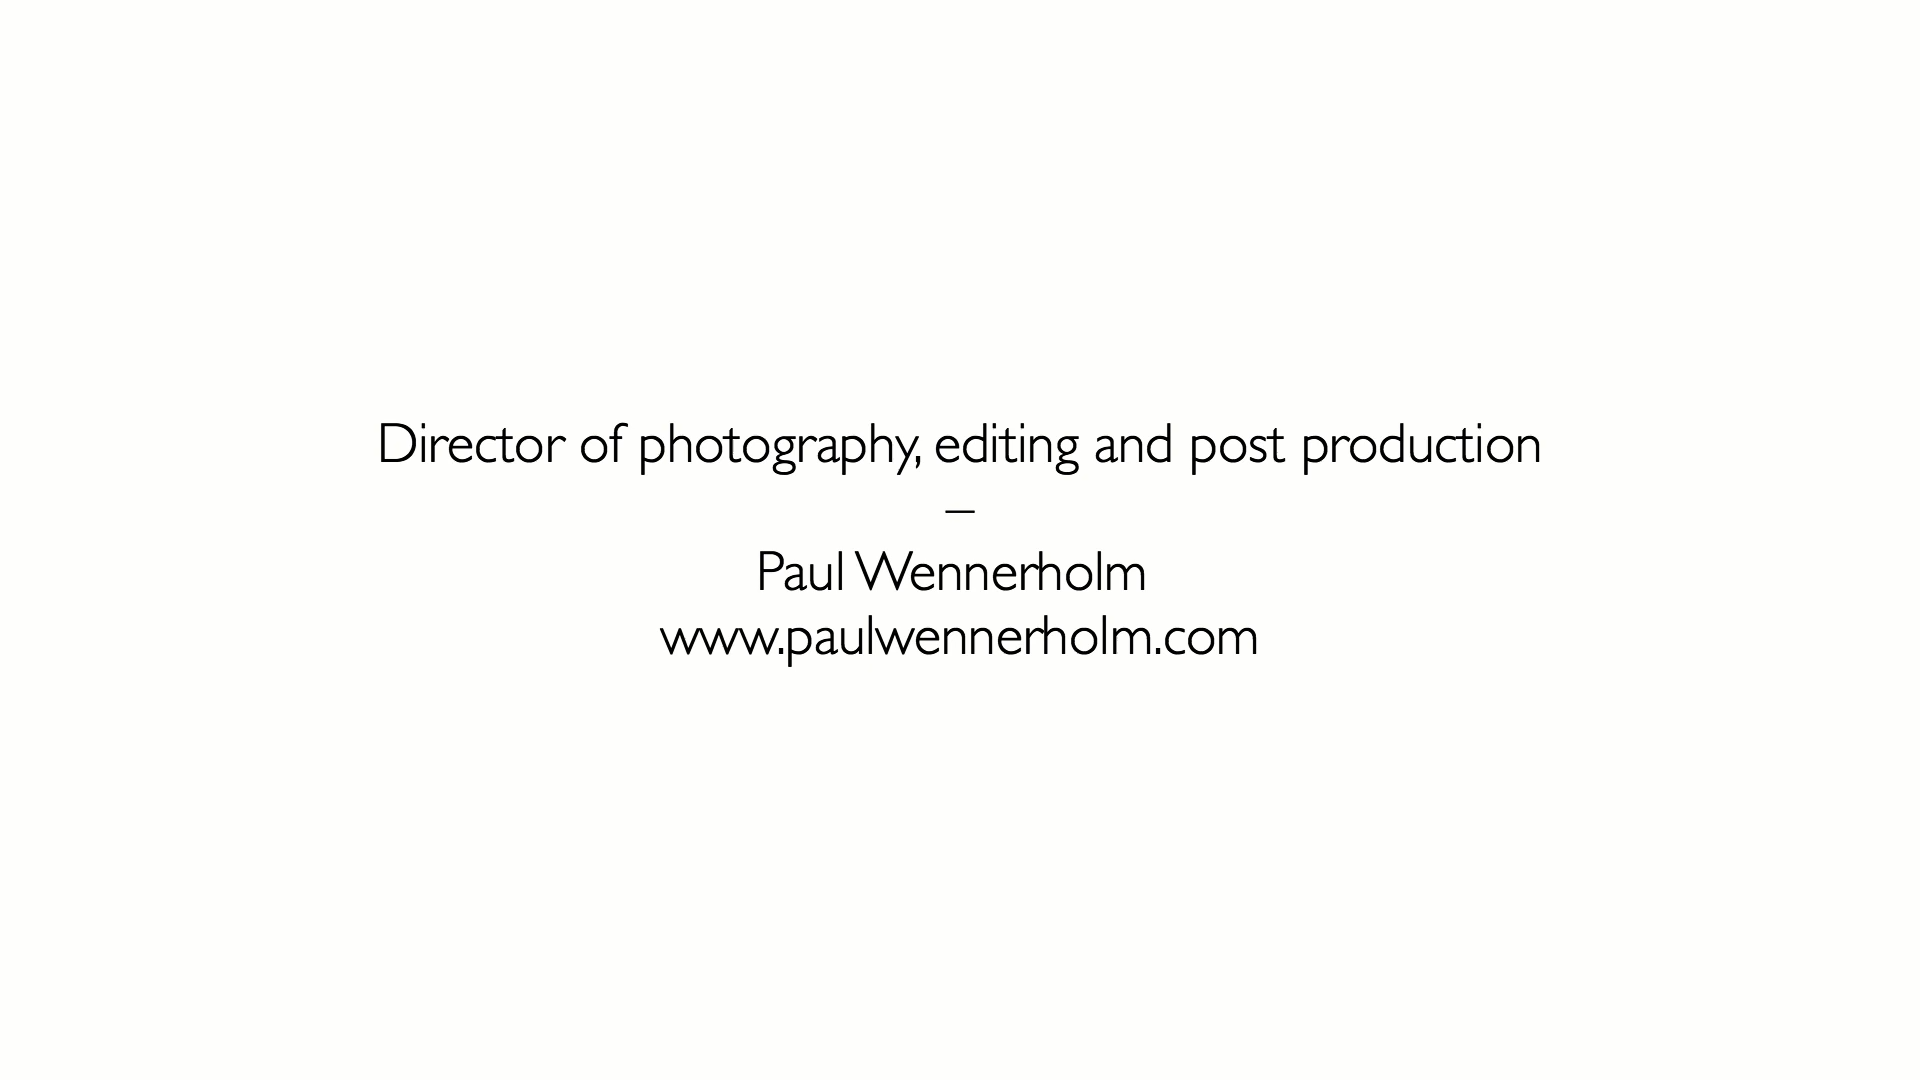 Director of photography, editing and post production
–
Paul Wennerholm
www.paulwennerholm.com